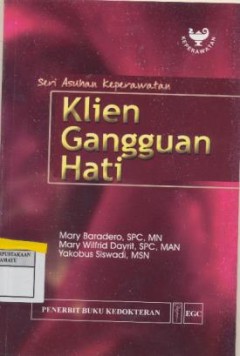 KEPERAWATAN
Seri Asuhan Keperawatan
Klien
Gangguan
Hati
Mary Baradero, SPC, MN
Mary Wilfrid Dayrit, SPC, MAN
Yakobus Siswadi, MSN
PENERBIT BUKU KEDOKTERAN
EGC